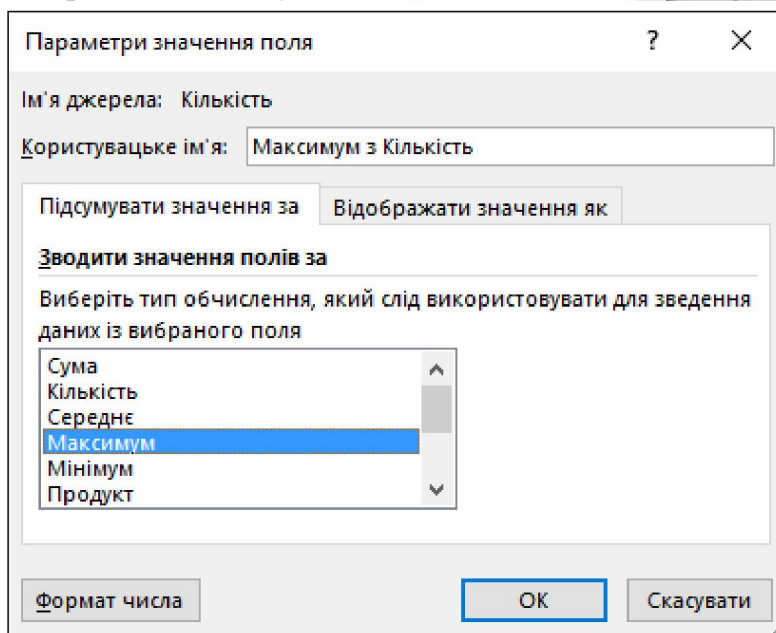 Параметри значення поля ? ×
Ім'я джерела: Кількість
Користувацьке ім'я: Максимум з Кількість
Підсумувати значення за Відображати значення як
Зводити значення полів за
Виберіть тип обчислення, який слід використовувати для зведення
даних із вибраного поля
Сума
Кількість
Середнє
Максимум
Мінімум
Продукт
Формат числа ОК Скасувати